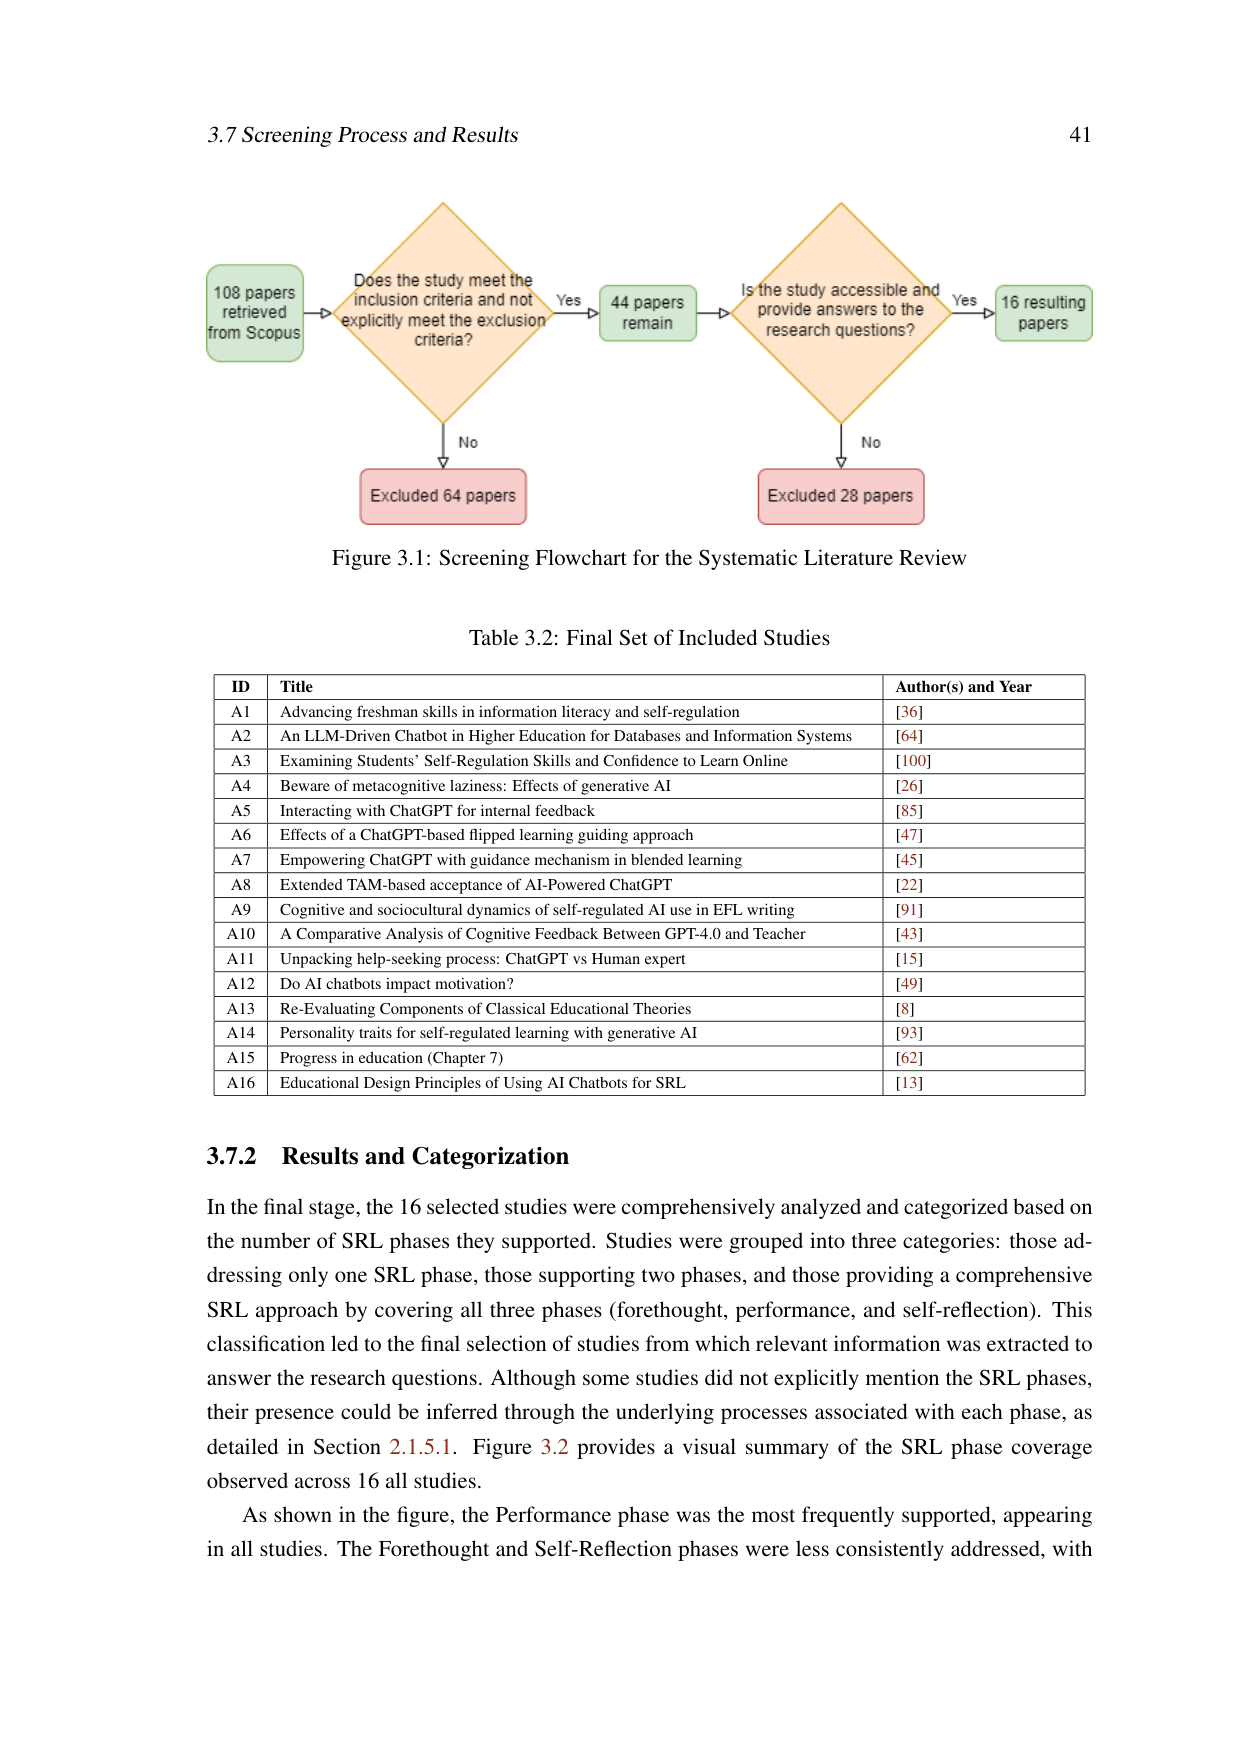 3.7 Screening Process and Results 41
108 papers
retrieved
from Scopus
Does the study meet the
inclusion criteria and not
explicitly meet the exclusion
criteria?
Yes
44 papers
remain
Is the study accessible and
provide answers to the
research questions?
Yes
16 resulting
papers
No
No
Excluded 64 papers
Excluded 28 papers
Figure 3.1: Screening Flowchart for the Systematic Literature Review
Table 3.2: Final Set of Included Studies
ID Title Author(s) and Year
A1 Advancing freshman skills in information literacy and self-regulation [36]
A2 An LLM-Driven Chatbot in Higher Education for Databases and Information Systems [64]
A3 Examining Students’ Self-Regulation Skills and Confidence to Learn Online [100]
A4 Beware of metacognitive laziness: Effects of generative AI [26]
A5 Interacting with ChatGPT for internal feedback [85]
A6 Effects of a ChatGPT-based flipped learning guiding approach [47]
A7 Empowering ChatGPT with guidance mechanism in blended learning [45]
A8 Extended TAM-based acceptance of AI-Powered ChatGPT [22]
A9 Cognitive and sociocultural dynamics of self-regulated AI use in EFL writing [91]
A10 A Comparative Analysis of Cognitive Feedback Between GPT-4.0 and Teacher [43]
A11 Unpacking help-seeking process: ChatGPT vs Human expert [15]
A12 Do AI chatbots impact motivation? [49]
A13 Re-Evaluating Components of Classical Educational Theories [8]
A14 Personality traits for self-regulated learning with generative AI [93]
A15 Progress in education (Chapter 7) [62]
A16 Educational Design Principles of Using AI Chatbots for SRL [13]
3.7.2 Results and Categorization
In the final stage, the 16 selected studies were comprehensively analyzed and categorized based on
the number of SRL phases they supported. Studies were grouped into three categories: those ad-
dressing only one SRL phase, those supporting two phases, and those providing a comprehensive
SRL approach by covering all three phases (forethought, performance, and self-reflection). This
classification led to the final selection of studies from which relevant information was extracted to
answer the research questions. Although some studies did not explicitly mention the SRL phases,
their presence could be inferred through the underlying processes associated with each phase, as
detailed in Section 2.1.5.1. Figure 3.2 provides a visual summary of the SRL phase coverage
observed across 16 all studies.
As shown in the figure, the Performance phase was the most frequently supported, appearing
in all studies. The Forethought and Self-Reflection phases were less consistently addressed, with